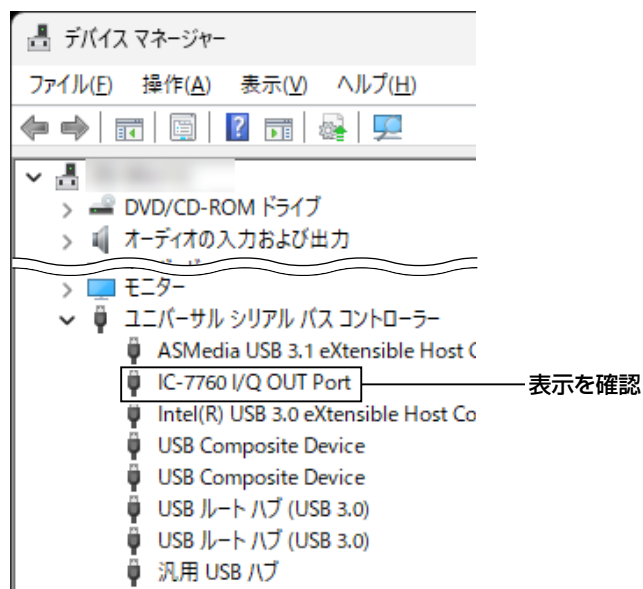 デバイス マネージャー
ファイル(F) 操作(A) 表示(V) ヘルプ(H)
DVD/CD-ROM ドライブ
オーディオの入力および出力
モニター
ユニバーサル シリアル バス コントローラー
ASMedia USB 3.1 eXtensible Host C
IC-7760 I/Q OUT Port
表示を確認
Intel(R) USB 3.0 eXtensible Host Co
USB Composite Device
USB Composite Device
USB ルート ハブ (USB 3.0)
USB ルート ハブ (USB 3.0)
汎用 USB ハブ